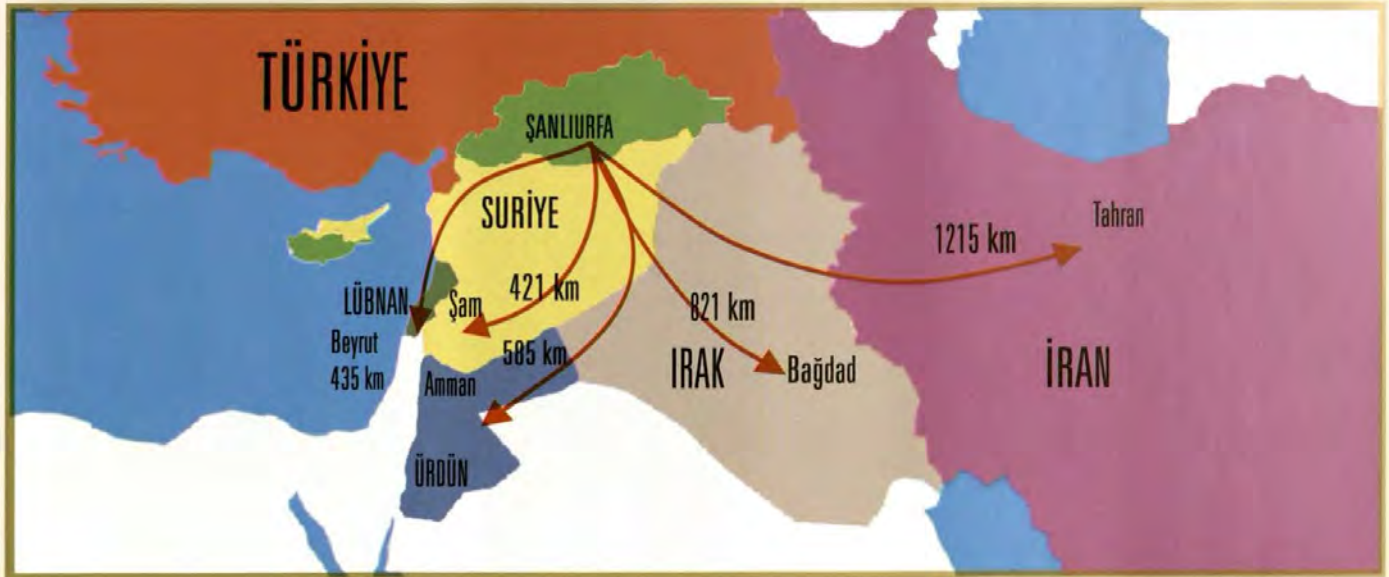 TÜRKİYE
ŞANLIURFA
SURİYE
Tahran
1215 km
LÜBNAN
Şam
421 km
821 km
Beyrut
435 km
585 km
Amman
IRAK
Bağdad
İRAN
ÜRDÜN